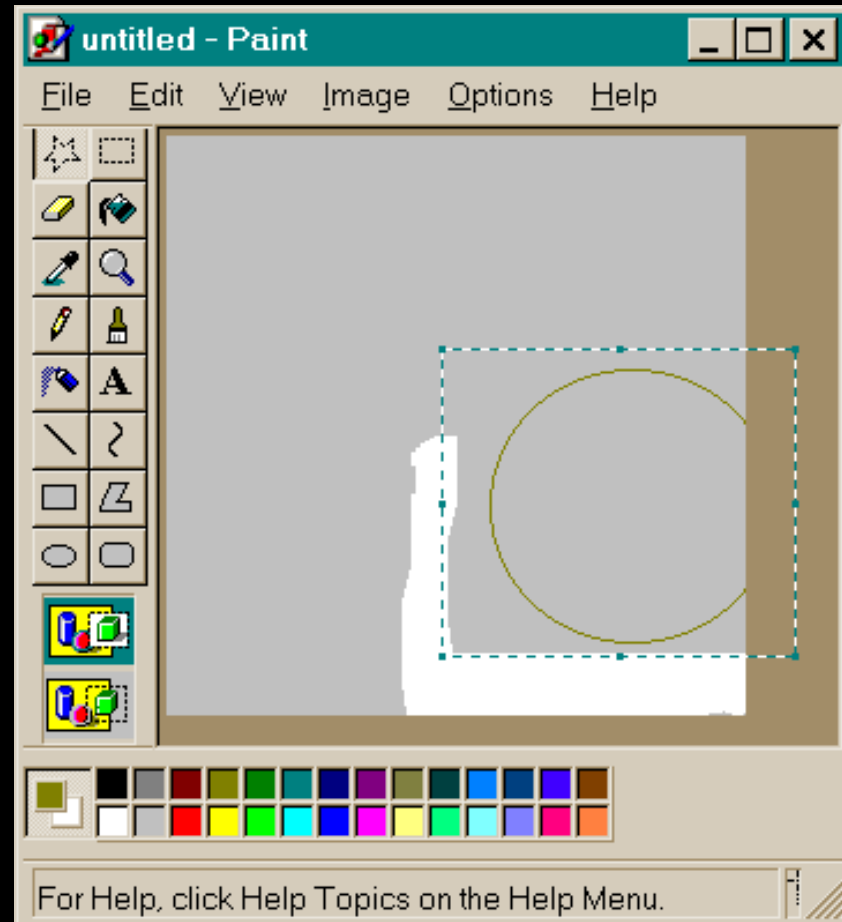 untitled - Paint
File Edit View Image Options Help
A
For Help, click Help Topics on the Help Menu.